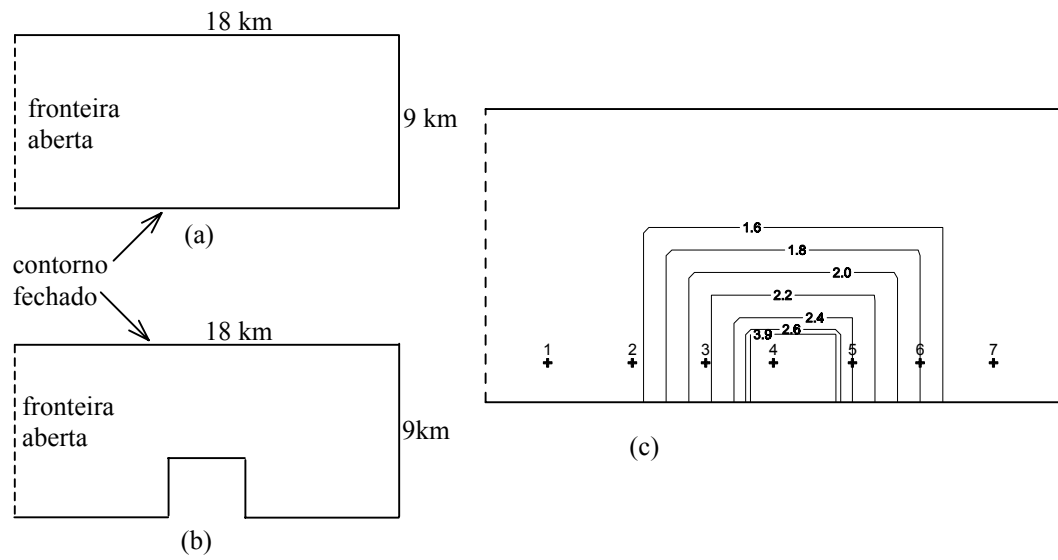 18 km
fronteira
aberta
9 km
(a)
contorno
fechado
18 km
fronteira
aberta
9km
(b)
1.6
1.8
2.0
2.2
2.4
2.6
3.9
1 2 3 4 5 6 7
(c)